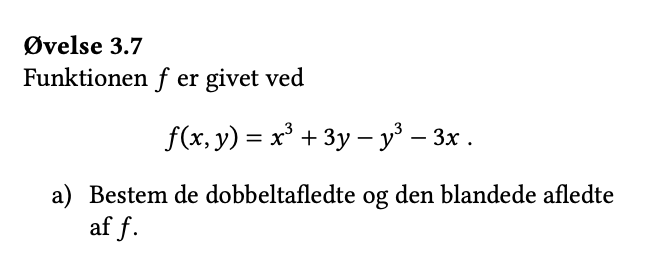 Øvelse 3.7
Funktionen f er givet ved
f(x, y) = x³ + 3y − y³ − 3x .
a) Bestem de dobbeltafledte og den blandede afledte
af f.